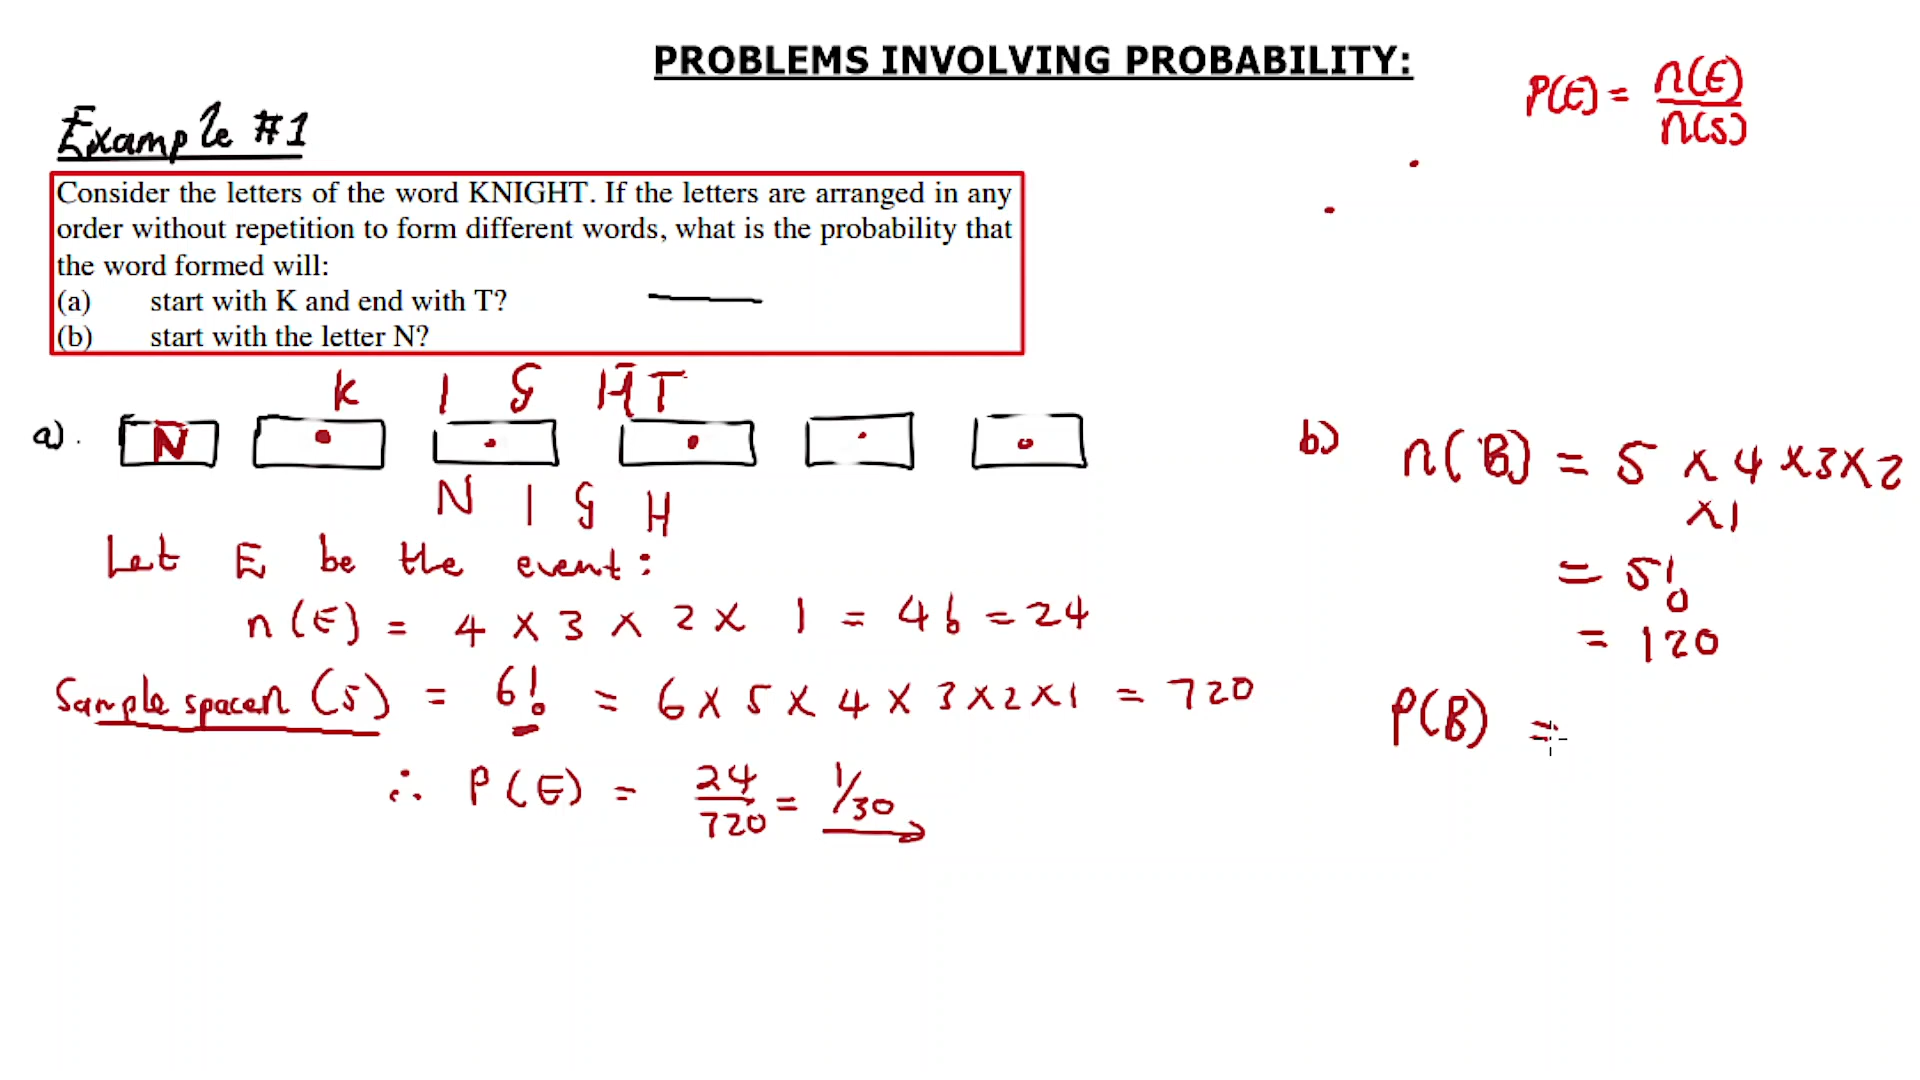 PROBLEMS INVOLVING PROBABILITY:
P(E) = n(E)/n(S)
Example #1
Consider the letters of the word KNIGHT. If the letters are arranged in any
order without repetition to form different words, what is the probability that
the word formed will:
(a) start with K and end with T?
(b) start with the letter N?
K I G H T
a). N
N I G H
Let E be the event:
n(E) = 4 × 3 × 2 × 1 = 4! = 24
Sample space n(S) = 6! = 6 × 5 × 4 × 3 × 2 × 1 = 720
∴ P(E) = 24/720 = 1/30
b) n(B) = 5 × 4 × 3 × 2
× 1
= 5!
= 120
P(B) =